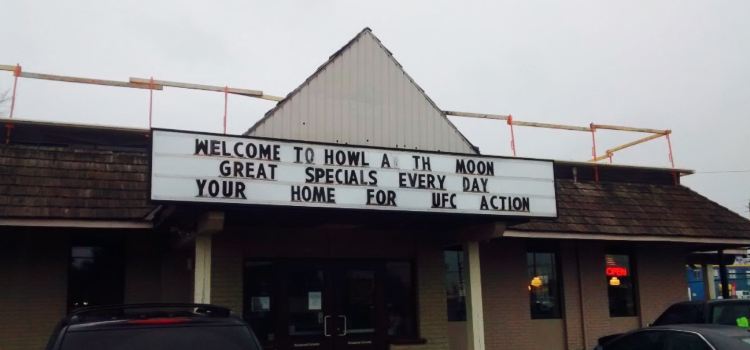 WELCOME TO HOWL A TH MOON
GREAT SPECIALS EVERY DAY
YOUR HOME FOR UFC ACTION
OPEN